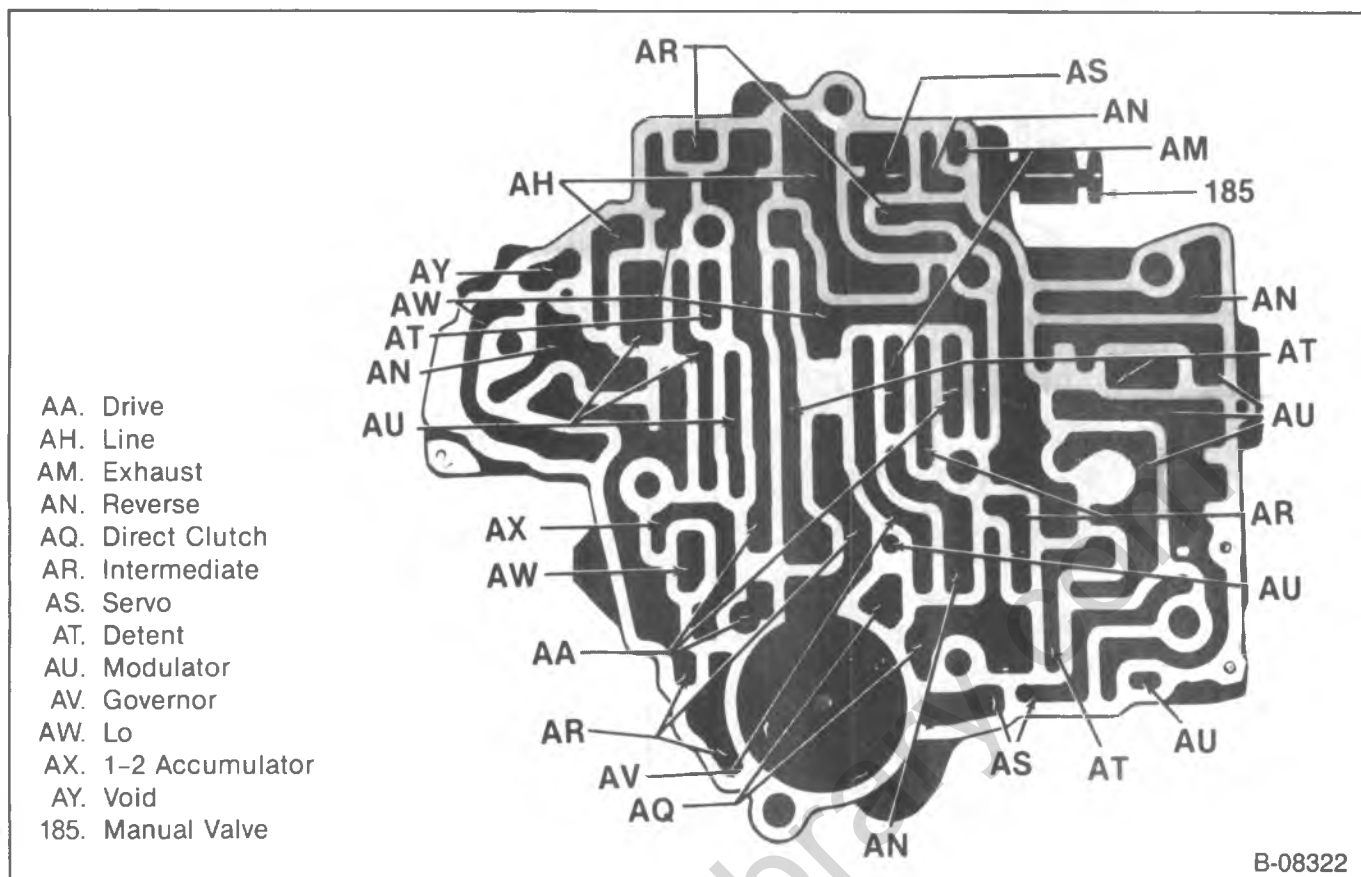 AR
AS
AN
AM
AH
185
AY
AW
AN
AT
AT
AN
AU
AU
AA. Drive
AH. Line
AM. Exhaust
AN. Reverse
AQ. Direct Clutch
AR. Intermediate
AS. Servo
AT. Detent
AU. Modulator
AV. Governor
AW. Lo
AX. 1–2 Accumulator
AY. Void
185. Manual Valve
AX
AR
AW
AU
AA
AR
AS
AT
AU
AV
AQ
AN
B-08322